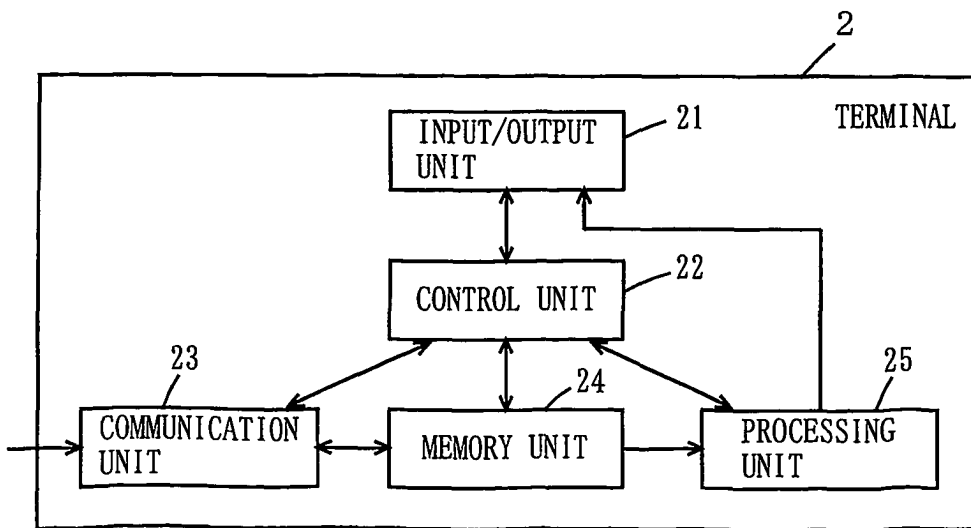 2
TERMINAL
INPUT/OUTPUT
UNIT
21
CONTROL UNIT
22
23
COMMUNICATION
UNIT
24
MEMORY UNIT
25
PROCESSING
UNIT